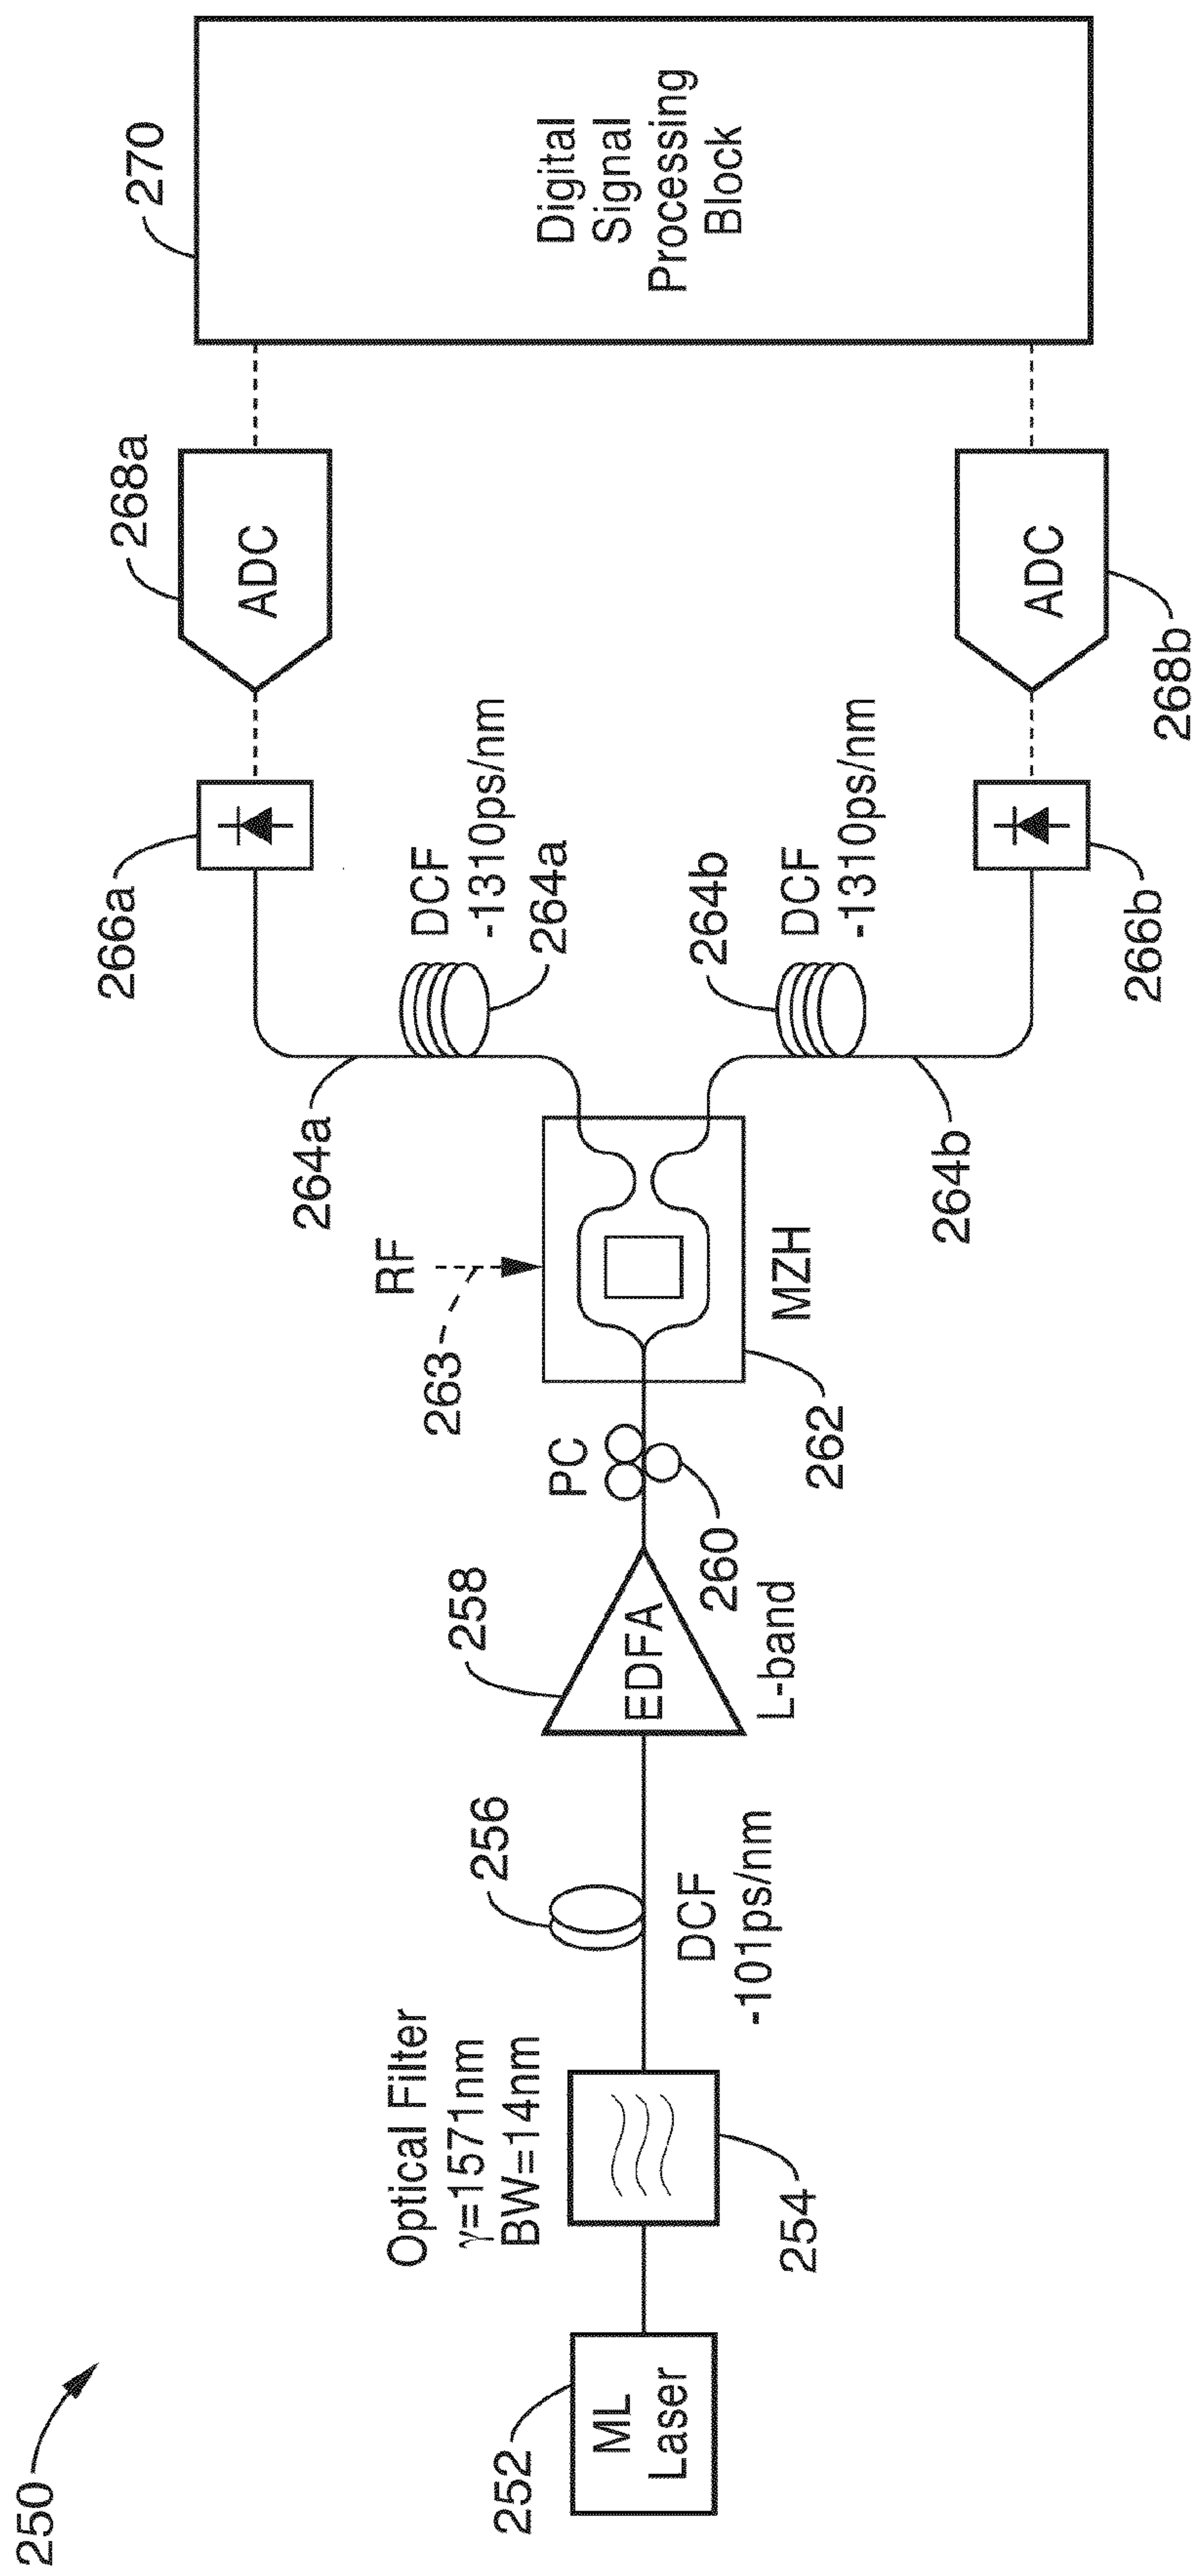 250
252
ML
Laser
Optical Filter
γ=1571nm
BW=14nm
254
256
DCF
-101ps/nm
258
EDFA
L-band
PC
260
RF
263
MZH
262
264a
DCF
-1310ps/nm
264a
264b
DCF
-1310ps/nm
264b
266a
266b
268a
ADC
ADC
268b
270
Digital
Signal
Processing
Block